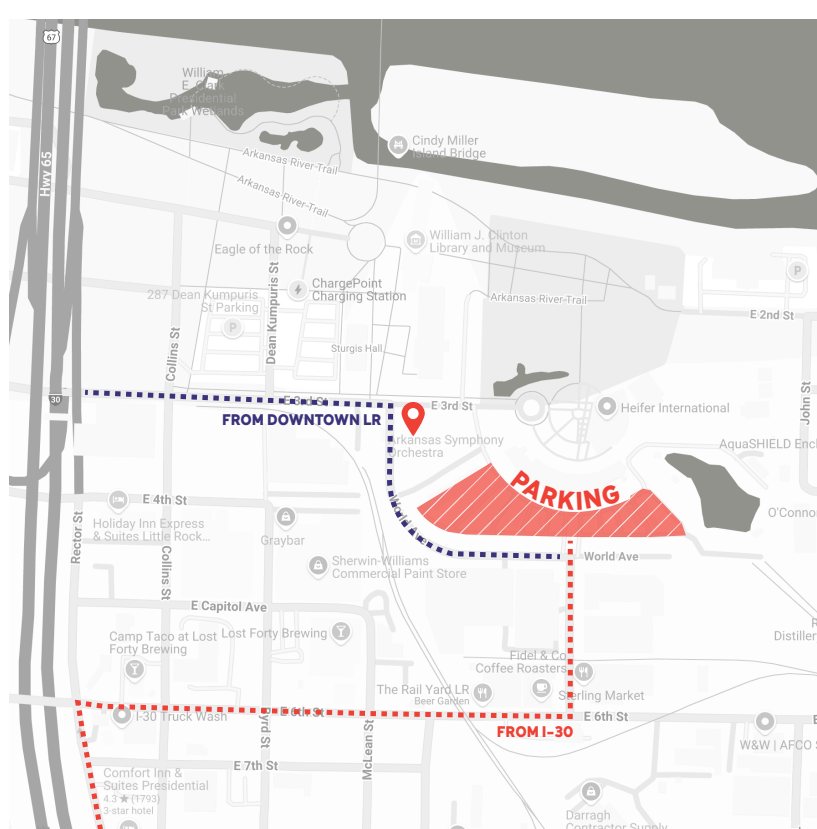 67
William
E. Clark
Presidential
Park Wetlands
Cindy Miller
Island Bridge
Arkansas River-Trail
Hwy 65
Arkansas River-Trail
William J. Clinton
Library and Museum
Eagle of the Rock
P
ChargePoint
Charging Station
287 Dean Kumpuris
St Parking
P
Dean Kumpuris St
Arkansas River-Trail
E 2nd St
Collins St
Sturgis Hall
30
E 3rd St
FROM DOWNTOWN LR
E 3rd St
Heifer International
John St
Arkansas Symphony
Orchestra
AquaSHIELD Encl
PARKING
E 4th St
World Ave
O'Conno
Holiday Inn Express
& Suites Little Rock...
Graybar
Rector St
Collins St
Sherwin-Williams
Commercial Paint Store
World Ave
E Capitol Ave
Camp Taco at Lost
Forty Brewing
Lost Forty Brewing
R
Distiller
Fidel & Co
Coffee Roasters
The Rail Yard LR
Beer Garden
Sterling Market
I-30 Truck Wash
Byrd St
E 6th St
E 6th St
E
FROM I-30
McLean St
W&W | AFCO S
E 7th St
Comfort Inn &
Suites Presidential
4.3 ★ (1793)
3-star hotel
Darragh
Contractor Supply